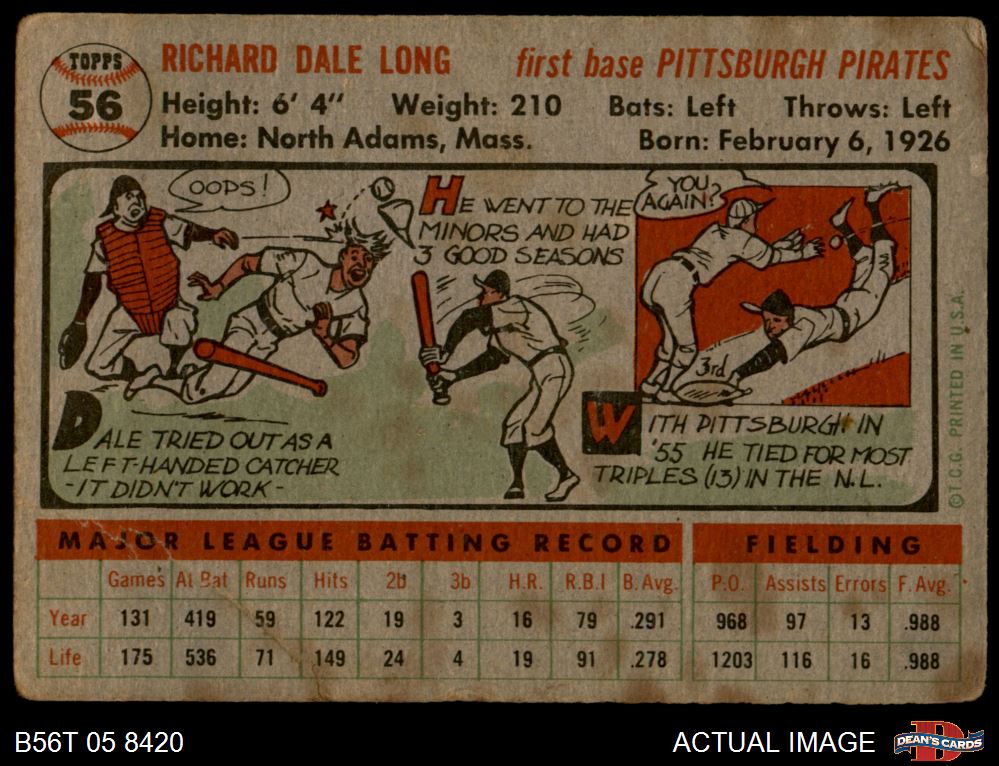 TOPPS
56
RICHARD DALE LONG first base PITTSBURGH PIRATES
Height: 6' 4" Weight: 210 Bats: Left Throws: Left
Home: North Adams, Mass. Born: February 6, 1926
OOPS!
DALE TRIED OUT AS A
LEFT-HANDED CATCHER
-IT DIDN'T WORK-
HE WENT TO THE
MINORS AND HAD
3 GOOD SEASONS
YOU
AGAIN?
3rd
WITH PITTSBURGH IN
'55 HE TIED FOR MOST
TRIPLES (13) IN THE N.L.
©T.C.G. PRINTED IN U.S.A.
MAJOR LEAGUE BATTING RECORD FIELDING
Games At Bat Runs Hits 2b 3b H.R. R.B.I B. Avg. P.O. Assists Errors F. Avg.
Year 131 419 59 122 19 3 16 79 .291 968 97 13 .988
Life 175 536 71 149 24 4 19 91 .278 1203 116 16 .988
B56T 05 8420 ACTUAL IMAGE DEAN'S CARDS